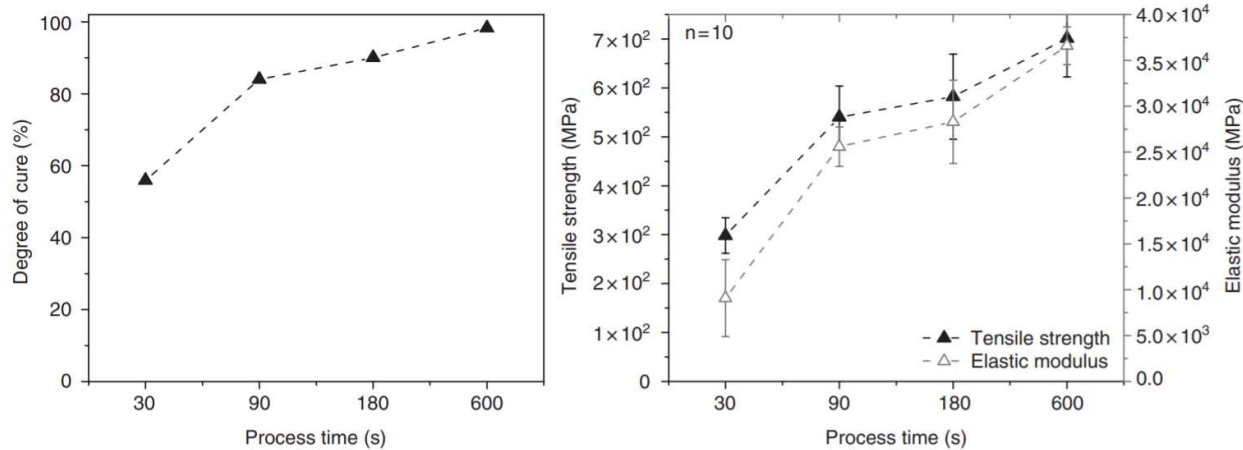 100
80
60
40
20
0
Degree of cure (%)
30 90 180 600
Process time (s)
n=10
7×10²
6×10²
5×10²
4×10²
3×10²
2×10²
1×10²
0
Tensile strength (MPa)
4.0×10⁴
3.5×10⁴
3.0×10⁴
2.5×10⁴
2.0×10⁴
1.5×10⁴
1.0×10⁴
5.0×10³
0.0
Elastic modulus (MPa)
Tensile strength
Elastic modulus
30 90 180 600
Process time (s)